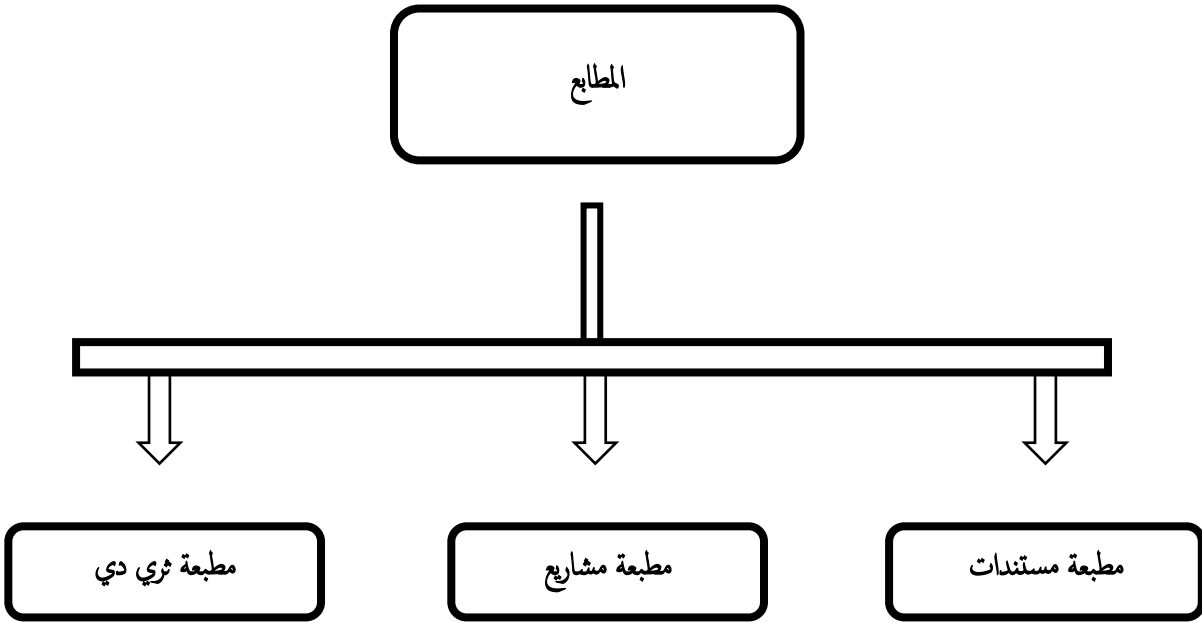 المطابع
مطبعة مستندات
مطبعة مشاريع
مطبعة ثري دي